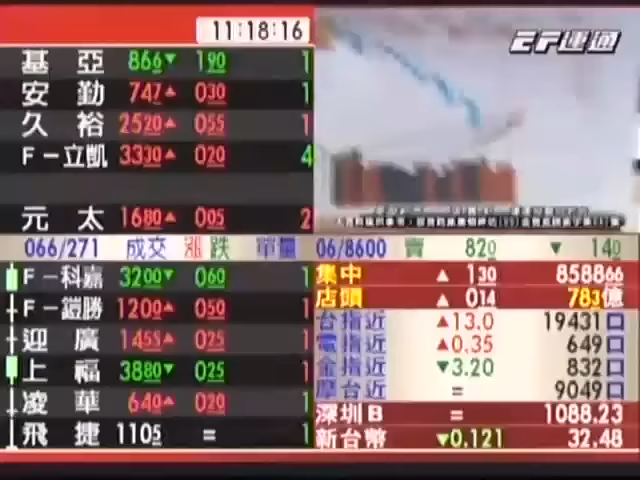 11:18:16
EF運通
基亞 866▼ 190 1
安勤 747▲ 030 1
久裕 2520▲ 055 1
F－立凱 3330▲ 020 4
元太 1680▲ 005 2
066/271 成交 漲跌 單量 06/8600 賣 820 ▼ 140
F－科嘉 3200▼ 060 1
F－鎧勝 1200▲ 050 1
迎廣 1455▲ 025 1
上福 3880▼ 025 1
凌華 640▲ 020 1
飛捷 1105 = 1
集中 ▲ 130 858866
店頭 ▲ 014 783億
台指近 ▲13.0 19431口
電指近 ▲0.35 649口
金指近 ▼3.20 832口
摩台近 = 9049口
深圳B = 1088.23
新台幣 ▼0.121 32.48